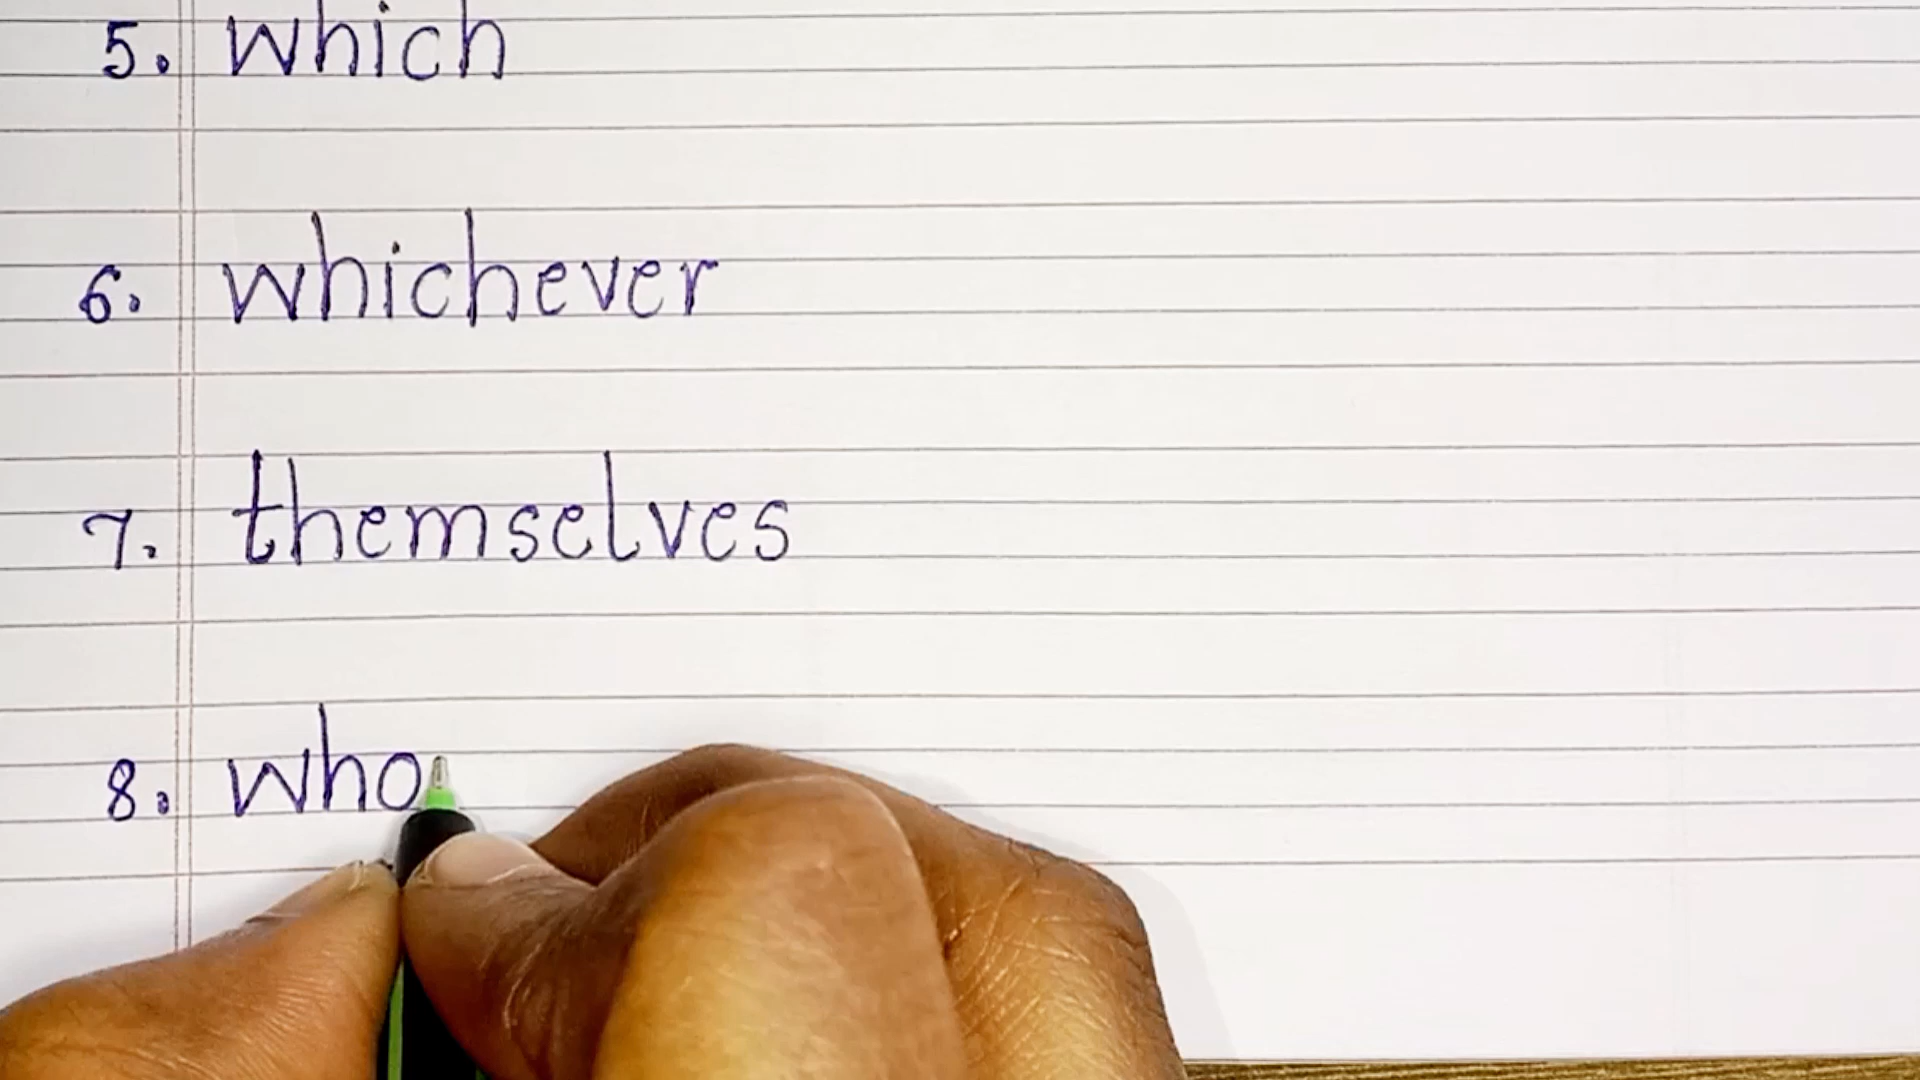 5. which
6. whichever
7. themselves
8. who